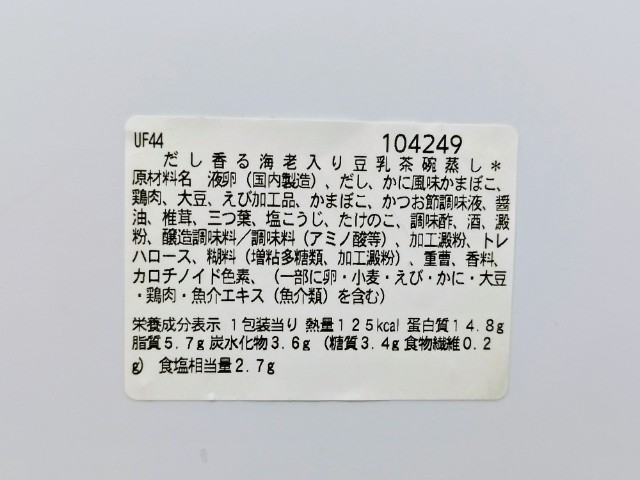 UF44 104249
だし香る海老入り豆乳茶碗蒸し*
原材料名 液卵（国内製造）、だし、かに風味かまぼこ、
鶏肉、大豆、えび加工品、かまぼこ、かつお節調味液、醤
油、椎茸、三つ葉、塩こうじ、たけのこ、調味酢、酒、澱
粉、醸造調味料／調味料（アミノ酸等）、加工澱粉、トレ
ハロース、糊料（増粘多糖類、加工澱粉）、重曹、香料、
カロチノイド色素、（一部に卵・小麦・えび・かに・大豆
・鶏肉・魚介エキス（魚介類）を含む）
栄養成分表示 1包装当り 熱量125kcal 蛋白質14.8g
脂質5.7g炭水化物3.6g（糖質3.4g食物繊維0.2
g） 食塩相当量2.7g